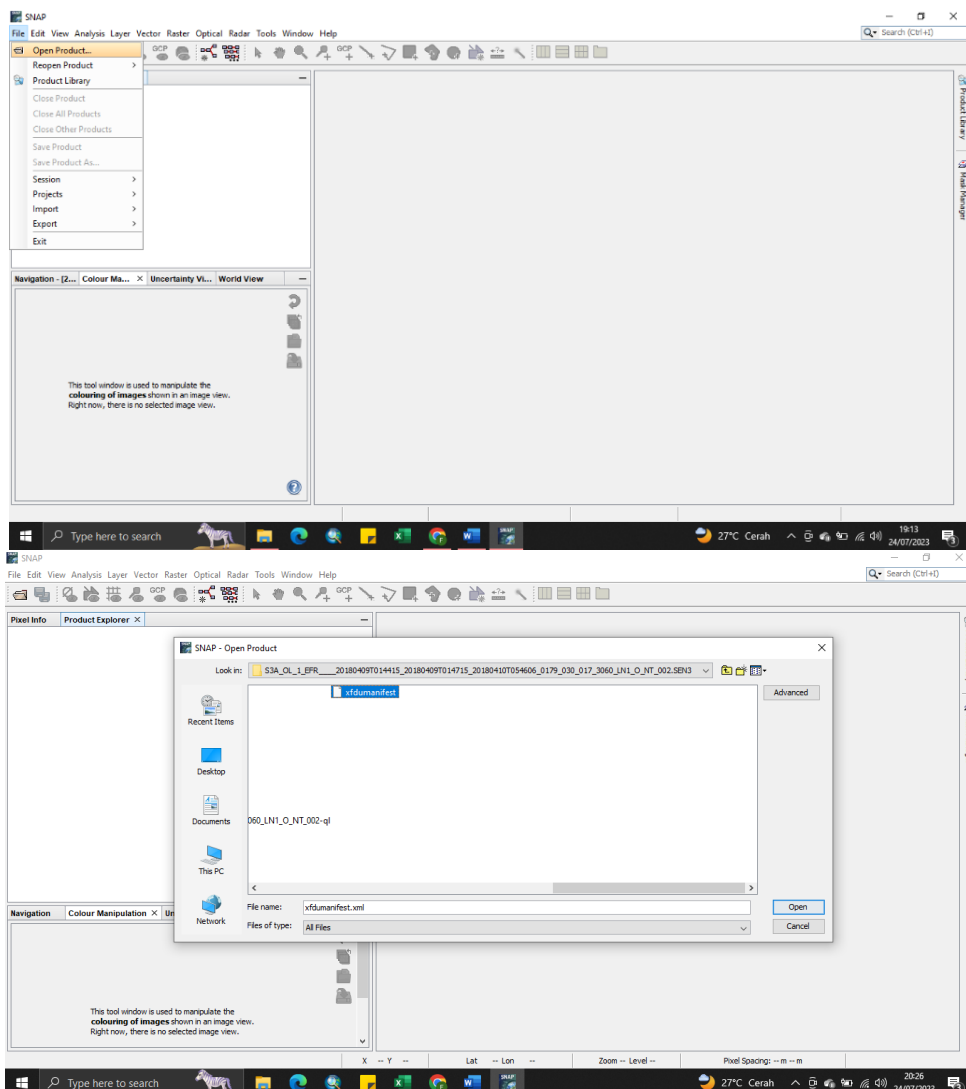 SNAP
File Edit View Analysis Layer Vector Raster Optical Radar Tools Window Help
Search (Ctrl+I)
Open Product...
GCP
GCP
Reopen Product
Product Library
Close Product
Close All Products
Close Other Products
Save Product
Save Product As...
Session
Projects
Import
Export
Exit
Product Library
Mask Manager
Navigation - [2... Colour Ma... × Uncertainty Vi... World View
This tool window is used to manipulate the
colouring of images shown in an image view.
Right now, there is no selected image view.
Type here to search
27°C Cerah
19:13
24/07/2023
SNAP
File Edit View Analysis Layer Vector Raster Optical Radar Tools Window Help
Search (Ctrl+I)
GCP
GCP
Pixel Info Product Explorer ×
SNAP - Open Product
Look in: S3A_OL_1_EFR____20180409T014415_20180409T014715_20180410T054606_0179_030_017_3060_LN1_O_NT_002.SEN3
xfdumanifest
Advanced
Recent Items
Desktop
Documents
060_LN1_O_NT_002-ql
This PC
Network
File name: xfdumanifest.xml
Open
Files of type: All Files
Cancel
Navigation Colour Manipulation × Un
This tool window is used to manipulate the
colouring of images shown in an image view.
Right now, there is no selected image view.
X -- Y -- Lat -- Lon -- Zoom -- Level -- Pixel Spacing: -- m -- m
Type here to search
27°C Cerah
20:26
24/07/2023